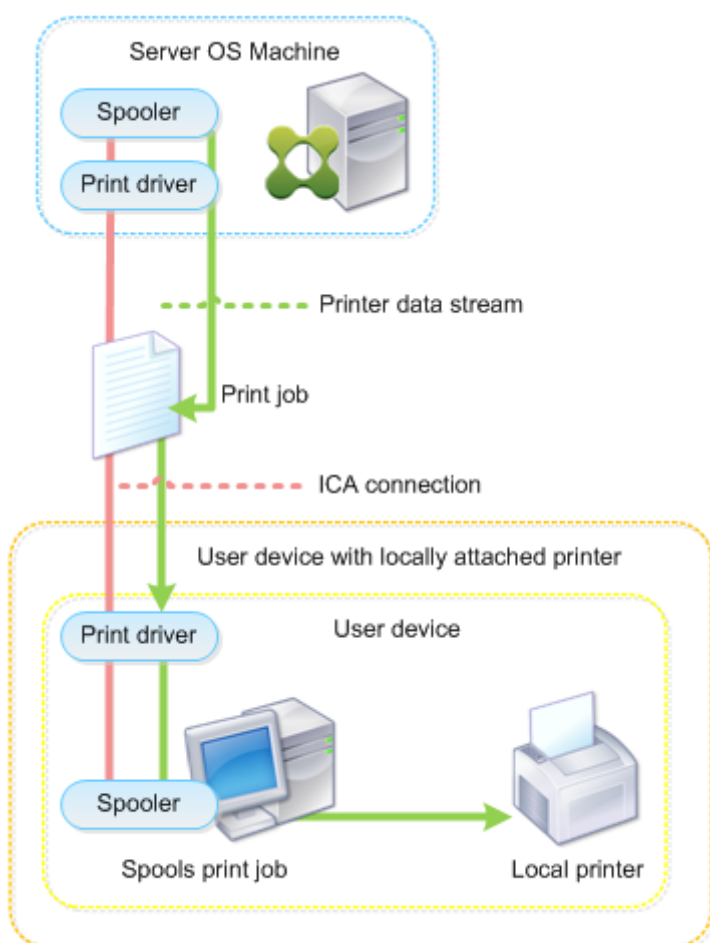 Server OS Machine
Spooler
Print driver
Printer data stream
Print job
ICA connection
User device with locally attached printer
Print driver
User device
Spooler
Spools print job
Local printer